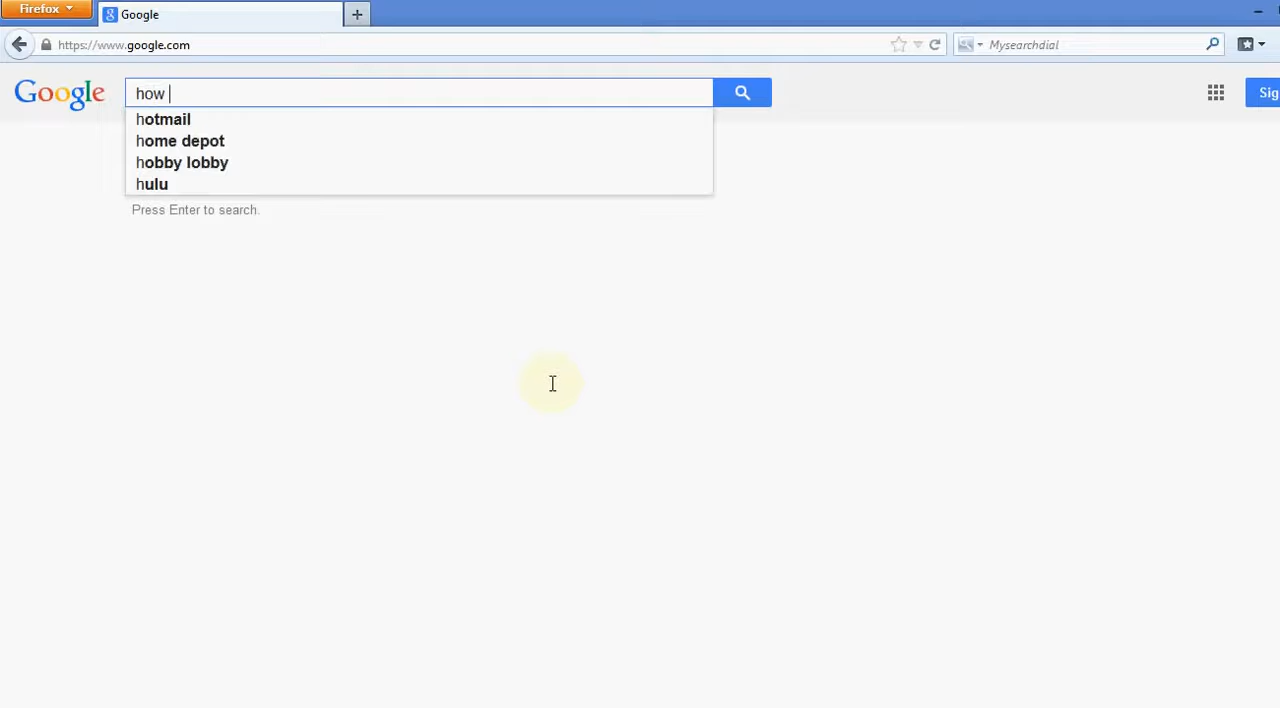 Firefox
Google
https://www.google.com
Mysearchdial
Google
how
Sig
hotmail
home depot
hobby lobby
hulu
Press Enter to search.